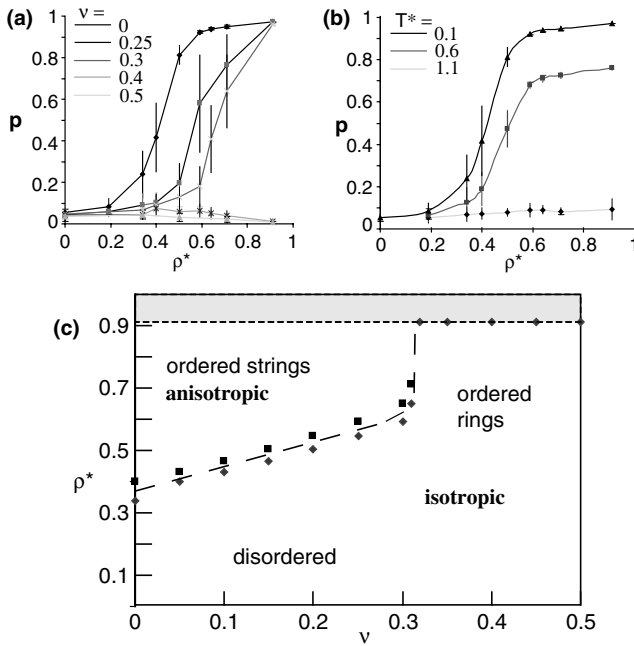 (a)
ν =
0
0.25
0.3
0.4
0.5
1
0.8
0.6
p
0.4
0.2
0
0 0.2 0.4 0.6 0.8 1
ρ*
(b)
T* =
0.1
0.6
1.1
1
0.8
0.6
p
0.4
0.2
0
0 0.2 0.4 0.6 0.8 1
ρ*
(c)
0.9
0.7
0.5
ρ*
0.3
0.1
ordered strings
anisotropic
ordered
rings
isotropic
disordered
0 0.1 0.2 0.3 0.4 0.5
ν